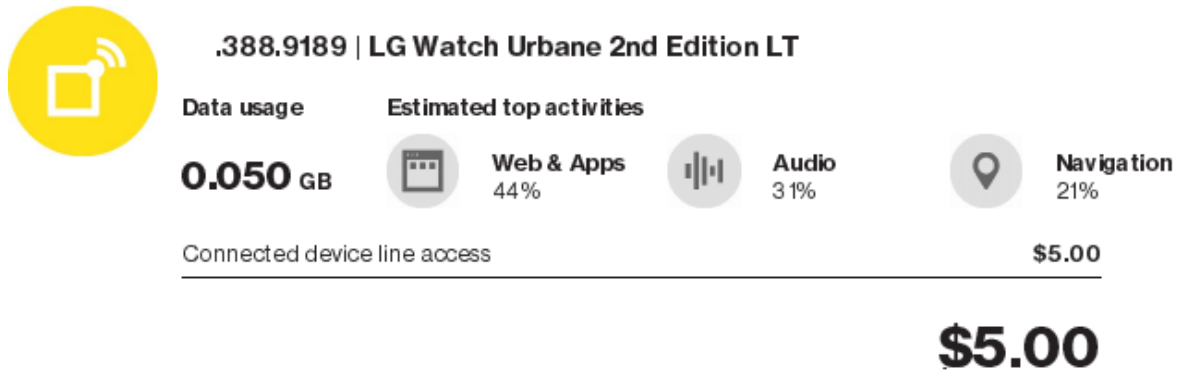 .388.9189 | LG Watch Urbane 2nd Edition LT
Data usage
Estimated top activities
0.050 GB
Web & Apps
44%
Audio
31%
Navigation
21%
Connected device line access $5.00
$5.00